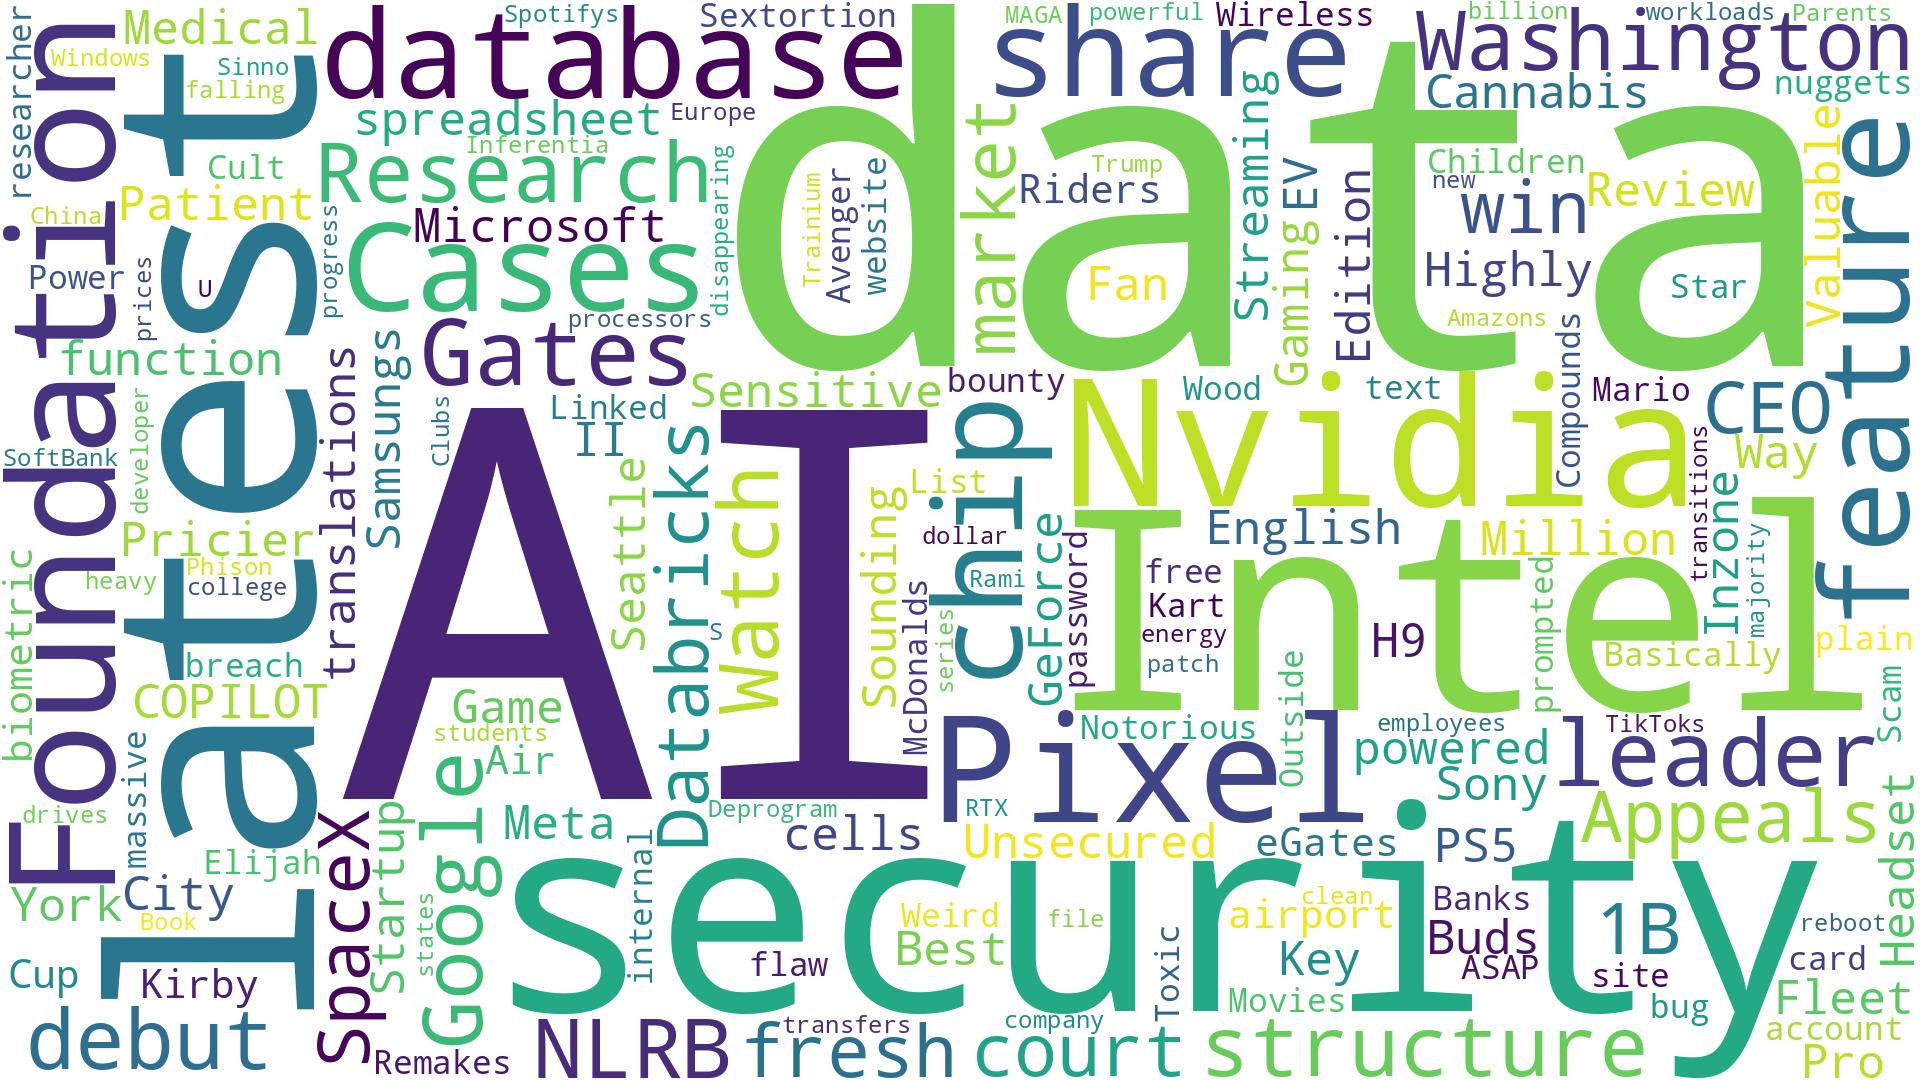 researcher
Foundation
Windows
Medical
latest
Sinno
falling
database
Spotifys
Sextortion
data
MAGA
powerful
share
Wireless
billion
workloads
Parents
Washington
nuggets
Cannabis
spreadsheet
Europe
Inferentia
Cult
Research
disappearing
Patient
China
Microsoft
Cases
progress
Power
U
prices
Trainium
Avenger
website
market
Trump
Riders
Fan
Streaming
EV
Gaming
Edition
Children
new
win
Review
Highly
Star
Valuable
feature
Amazons
Compounds
processors
Gates
function
translations
Samsungs
Clubs
Linked
II
Sensitive
bounty
Wood
text
Mario
CEO
Way
SoftBank
developer
AI
Seattle
Databricks
Watch
Sounding
List
chip
Nvidia
dollar
English
Million
transitions
Inzone
majority
Pricier
Phison
heavy
college
biometric
breach
COPILOT
S
McDonalds
series
Rami
GeForce
password
free
Kart
energy
patch
Intel
H9
prompted
Basically
plain
Scam
Game
students
Air
Pixel
Notorious
Outside
employees
TikToks
powered
leader
Sony
massive
drives
SpaceX
Startup
Google
Meta
Deprogram
cells
RTX
Unsecured
eGates
PS5
Appeals
Headset
Elijah
York
City
Book
states
internal
security
Weird
Best
file
airport
clean
Banks
Buds
1B
reboot
card
Cup
Kirby
flaw
Toxic
Key
ASAP
site
Movies
bug
Fleet
account
Pro
debut
Remakes
NLRB
transfers
fresh
company
court
structure